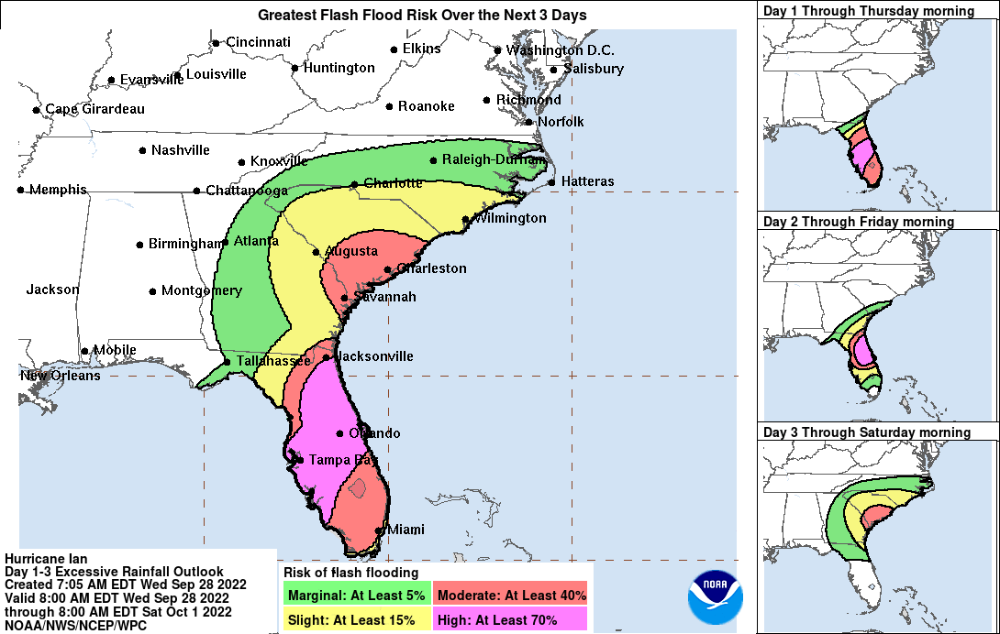 Greatest Flash Flood Risk Over the Next 3 Days
Cincinnati
Elkins
Washington D.C.
Evansville
Louisville
Huntington
Salisbury
Cape Girardeau
Roanoke
Richmond
Norfolk
Nashville
Knoxville
Raleigh-Durham
Memphis
Chattanooga
Charlotte
Hatteras
Wilmington
Birmingham
Atlanta
Augusta
Charleston
Jackson
Montgomery
Savannah
Mobile
Tallahassee
Jacksonville
New Orleans
Orlando
Tampa Bay
Miami
Hurricane Ian
Day 1-3 Excessive Rainfall Outlook
Created 7:05 AM EDT Wed Sep 28 2022
Valid 8:00 AM EDT Wed Sep 28 2022
through 8:00 AM EDT Sat Oct 1 2022
NOAA/NWS/NCEP/WPC
Risk of flash flooding
Marginal: At Least 5%
Moderate: At Least 40%
Slight: At Least 15%
High: At Least 70%
NOAA
Day 1 Through Thursday morning
Day 2 Through Friday morning
Day 3 Through Saturday morning